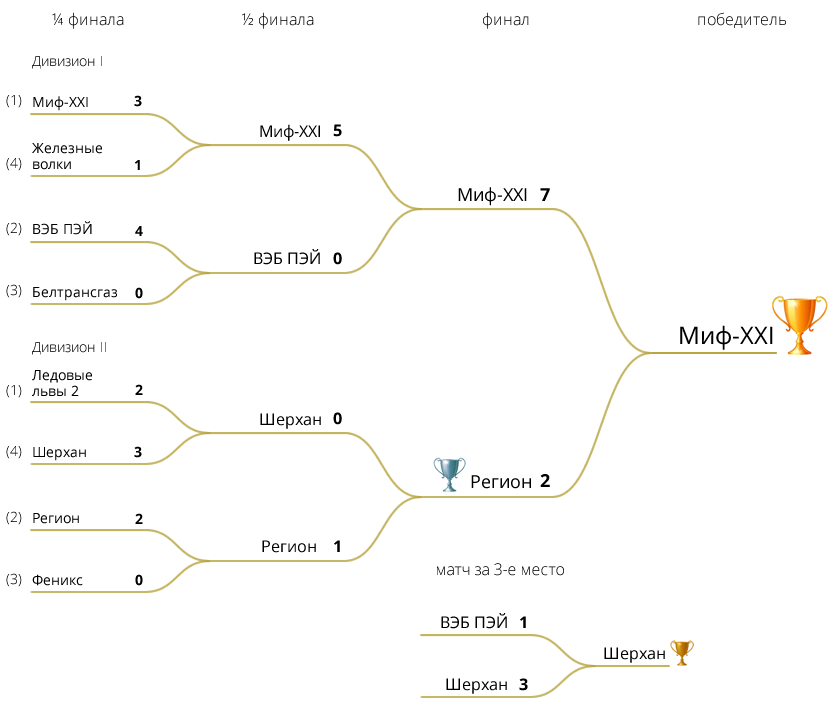 ¼ финала ½ финала финал победитель
Дивизион I
(1) Миф-XXI 3
Железные
(4) волки 1
Миф-XXI 5
(2) ВЭБ ПЭЙ 4
(3) Белтрансгаз 0
ВЭБ ПЭЙ 0
Миф-XXI 7
Дивизион II
Ледовые
(1) львы 2 2
(4) Шерхан 3
Шерхан 0
(2) Регион 2
(3) Феникс 0
Регион 1
Регион 2
Миф-XXI
матч за 3-е место
ВЭБ ПЭЙ 1
Шерхан 3
Шерхан